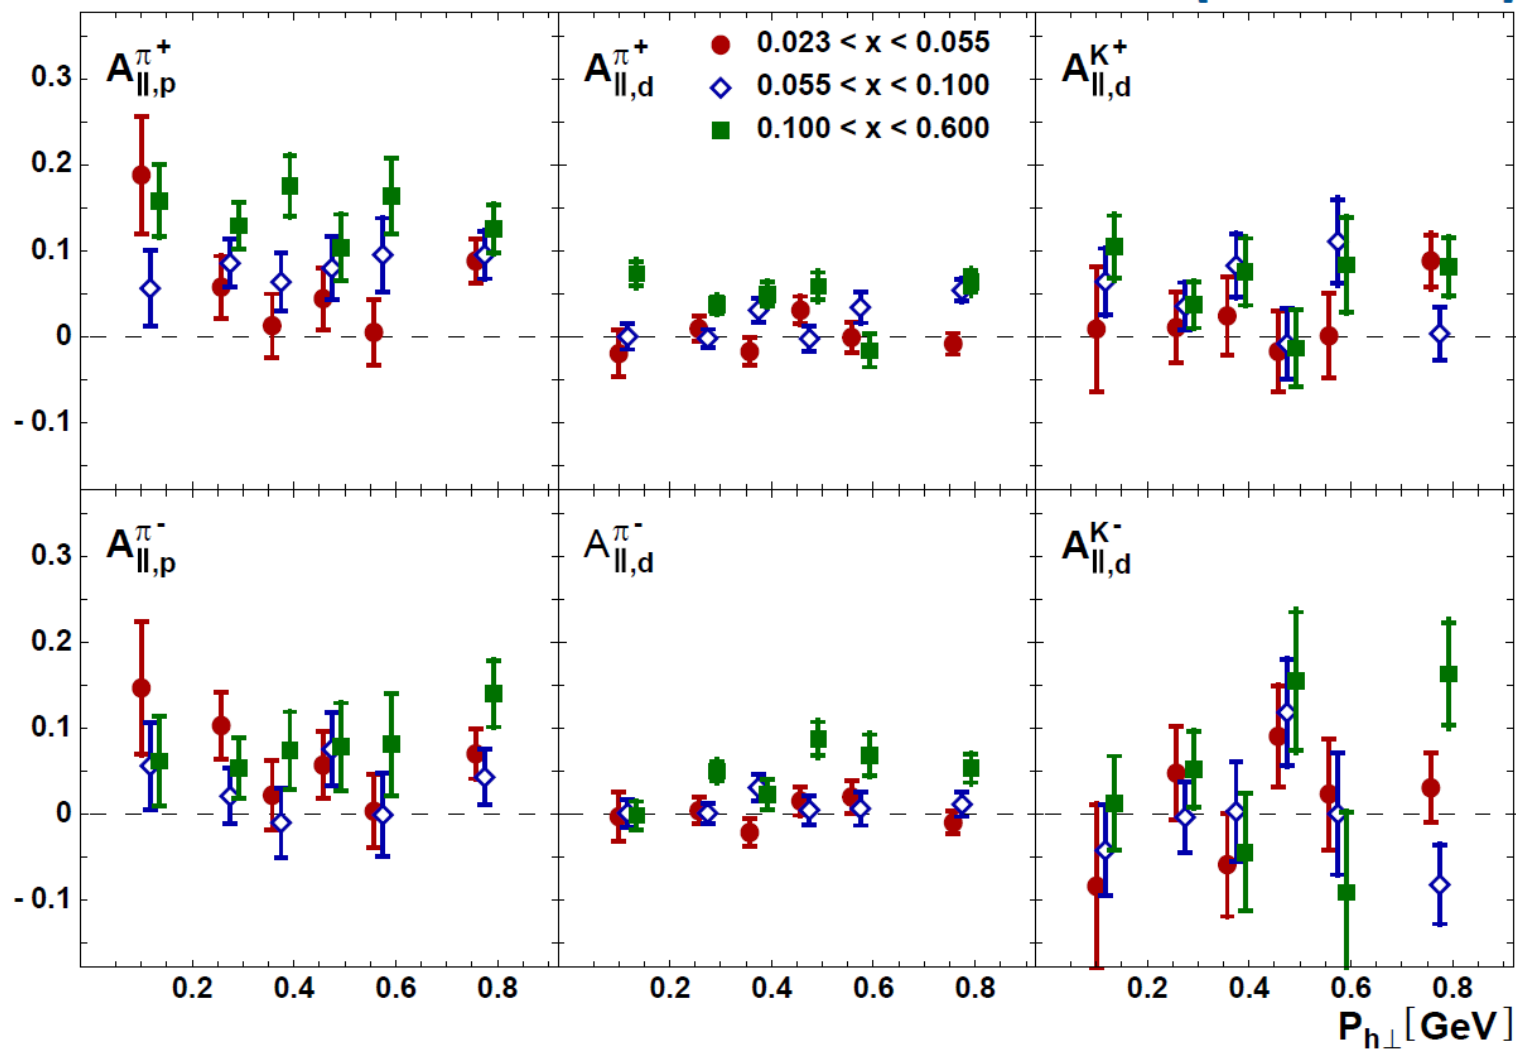 A^{π+}_{||,p}
A^{π+}_{||,d}
0.023 < x < 0.055
0.055 < x < 0.100
0.100 < x < 0.600
A^{K+}_{||,d}
0.3
0.2
0.1
0
- 0.1
A^{π-}_{||,p}
A^{π-}_{||,d}
A^{K-}_{||,d}
0.3
0.2
0.1
0
- 0.1
0.2 0.4 0.6 0.8 0.2 0.4 0.6 0.8 0.2 0.4 0.6 0.8
P_{h⊥} [GeV]